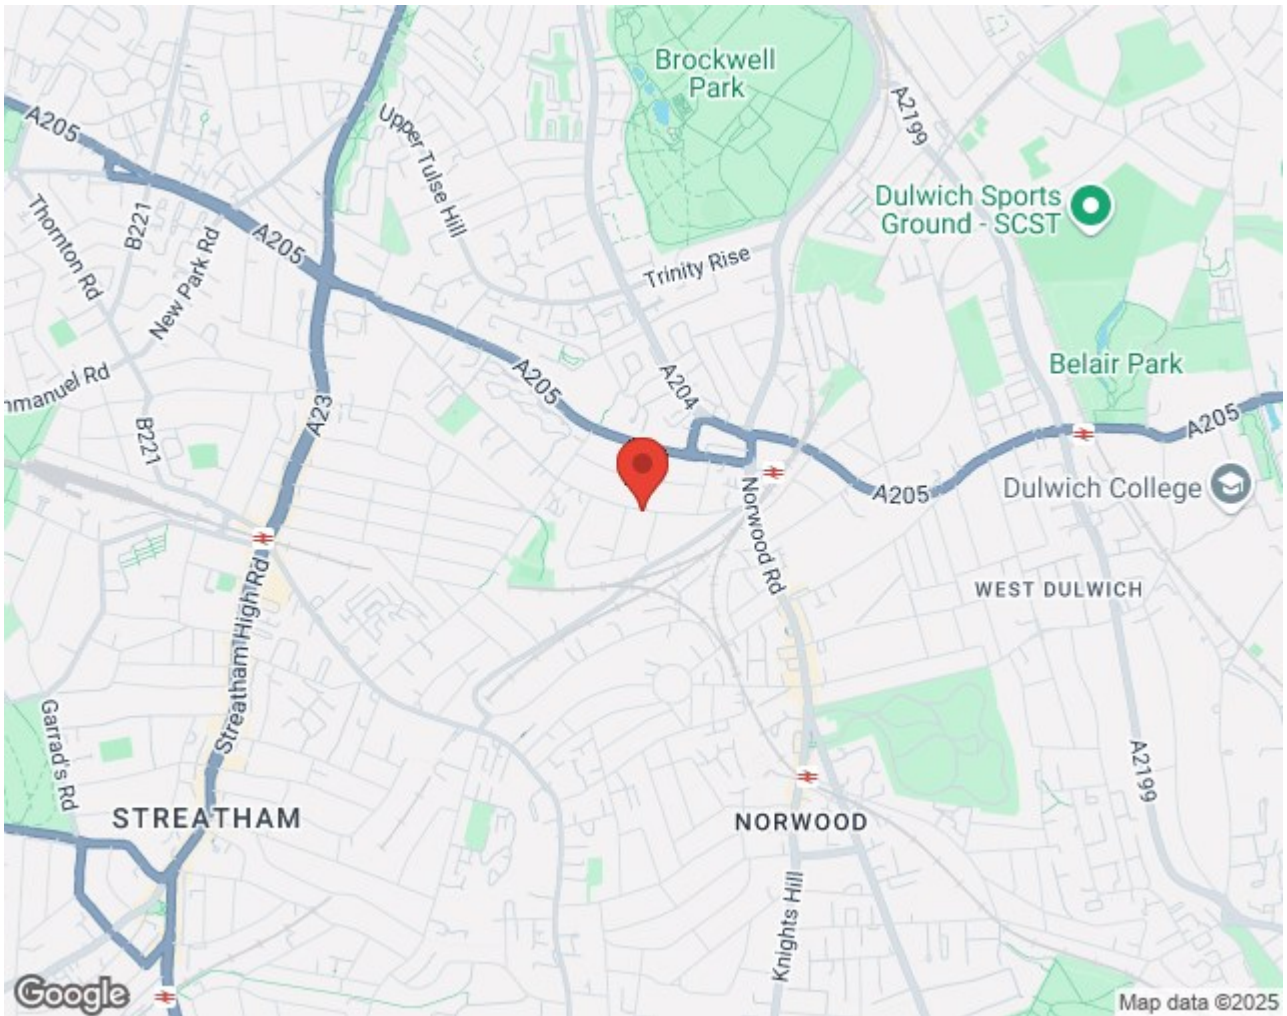 Brockwell
Park
A205
Upper Tulse Hill
A2199
Dulwich Sports
Ground - SCST
Thornton Rd
B221
A205
New Park Rd
Trinity Rise
Belair Park
A205
A204
A23
B221
A205
A205
Dulwich College
Norwood Rd
WEST DULWICH
Streatham High Rd
Garrad's Rd
A2199
STREATHAM
NORWOOD
Knights Hill
Google
Map data ©2025